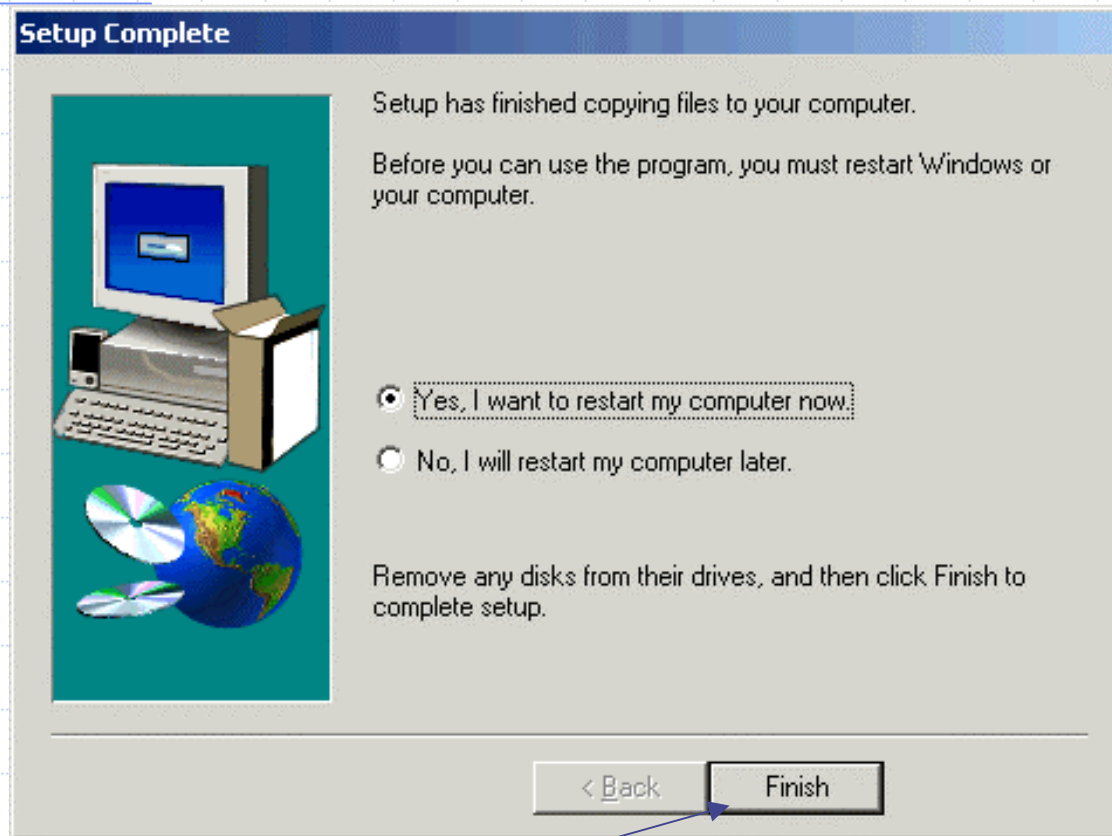 Setup Complete
Setup has finished copying files to your computer.
Before you can use the program, you must restart Windows or
your computer.
Yes, I want to restart my computer now.
No, I will restart my computer later.
Remove any disks from their drives, and then click Finish to
complete setup.
< Back
Finish